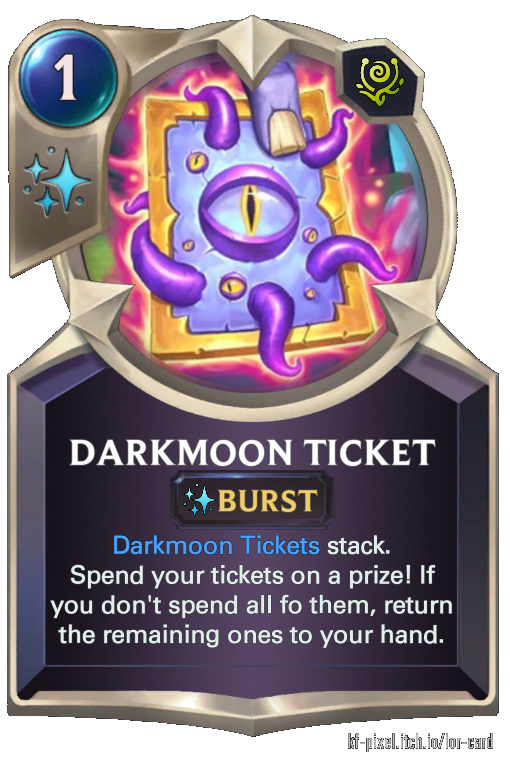 1
DARKMOON TICKET
BURST
Darkmoon Tickets stack.
Spend your tickets on a prize! If
you don't spend all fo them, return
the remaining ones to your hand.
kf-pixel.itch.io/lor-card